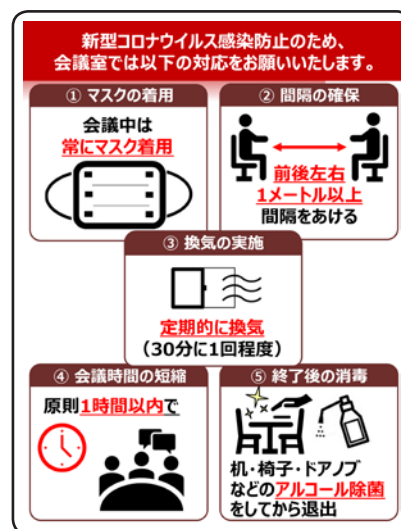 新型コロナウイルス感染防止のため、
会議室では以下の対応をお願いいたします。
① マスクの着用
会議中は
常にマスク着用
② 間隔の確保
前後左右
1メートル以上
間隔をあける
③ 換気の実施
定期的に換気
（30分に1回程度）
④ 会議時間の短縮
原則1時間以内で
⑤ 終了後の消毒
机・椅子・ドアノブ
などのアルコール除菌
をしてから退出